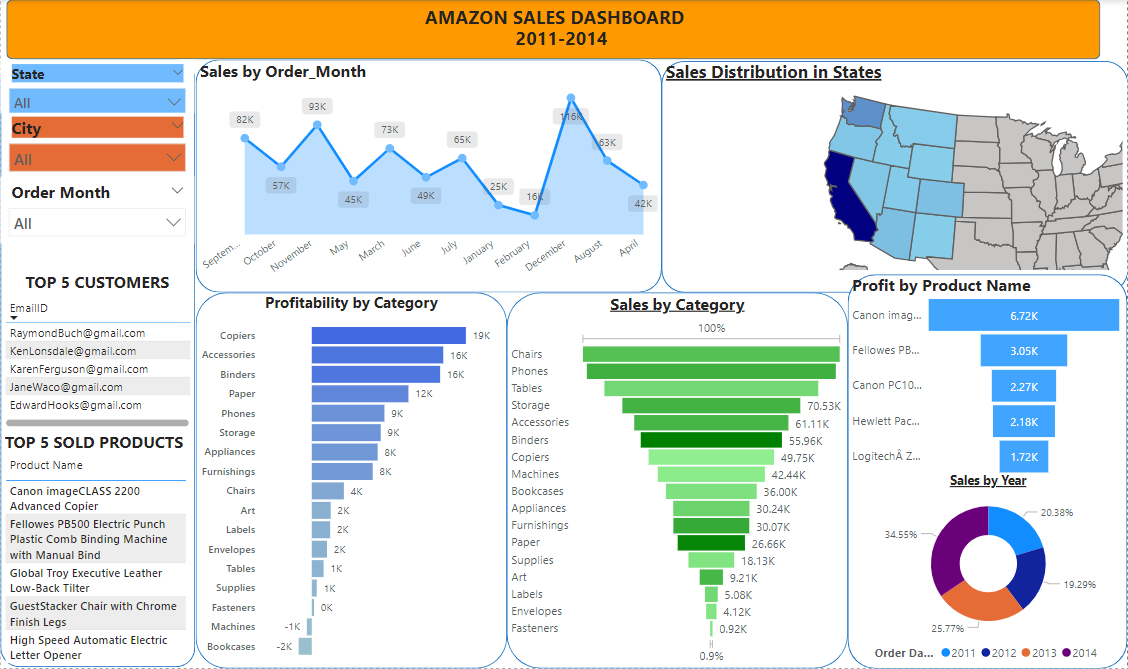 AMAZON SALES DASHBOARD
2011-2014
State
All
City
All
Order Month
All
TOP 5 CUSTOMERS
EmailID
RaymondBuch@gmail.com
KenLonsdale@gmail.com
KarenFerguson@gmail.com
JaneWaco@gmail.com
EdwardHooks@gmail.com
TOP 5 SOLD PRODUCTS
Product Name
Canon imageCLASS 2200
Advanced Copier
Fellowes PB500 Electric Punch
Plastic Comb Binding Machine
with Manual Bind
Global Troy Executive Leather
Low-Back Tilter
GuestStacker Chair with Chrome
Finish Legs
High Speed Automatic Electric
Letter Opener
Sales by Order_Month
82K
57K
93K
45K
73K
49K
65K
25K
16K
116K
63K
42K
Septem...
October
November
May
March
June
July
January
February
December
August
April
Sales Distribution in States
Profitability by Category
Copiers 19K
Accessories 16K
Binders 16K
Paper 12K
Phones 9K
Storage 9K
Appliances 8K
Furnishings 8K
Chairs 4K
Art 2K
Labels 2K
Envelopes 2K
Tables 1K
Supplies 1K
Fasteners 0K
Machines -1K
Bookcases -2K
Sales by Category
100%
Chairs
Phones
Tables
Storage 70.53K
Accessories 61.11K
Binders 55.96K
Copiers 49.75K
Machines 42.44K
Bookcases 36.00K
Appliances 30.24K
Furnishings 30.07K
Paper 26.66K
Supplies 18.13K
Art 9.21K
Labels 5.08K
Envelopes 4.12K
Fasteners 0.92K
0.9%
Profit by Product Name
Canon imag... 6.72K
Fellowes PB... 3.05K
Canon PC10... 2.27K
Hewlett Pac... 2.18K
LogitechÂ Z... 1.72K
Sales by Year
20.38%
34.55%
19.29%
25.77%
Order Da... 2011 2012 2013 2014